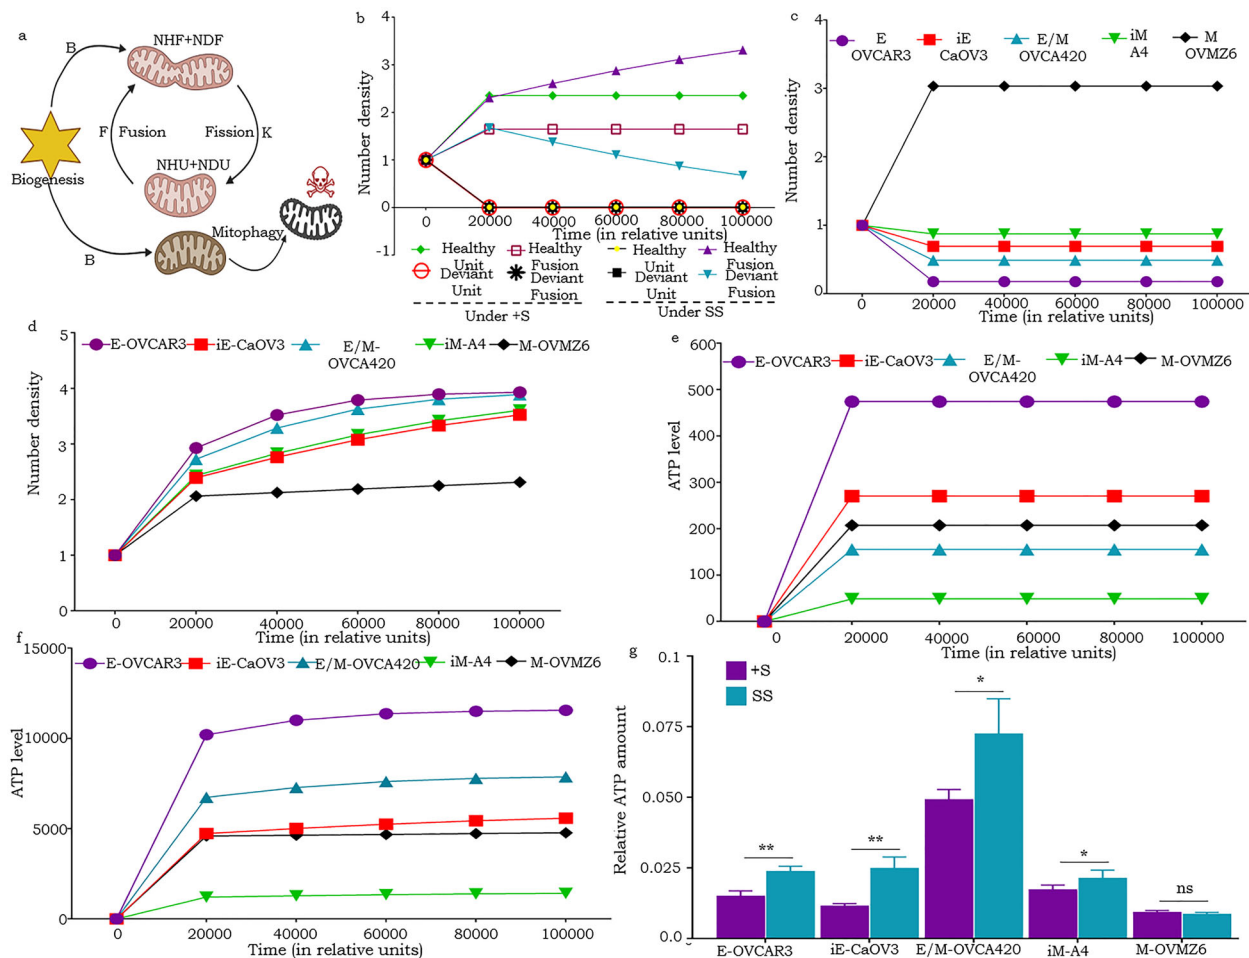 a
B
NHF+NDF
F
Fusion
Fission
K
NHU+NDU
Biogenesis
Mitophagy
B
b
4
3
2
1
0
-1
Number density
0
20000
40000
60000
80000
100000
Time (in relative units)
Healthy
Unit
Healthy
Fusion
Healthy
Unit
Healthy
Fusion
Deviant
Unit
Deviant
Fusion
Deviant
Unit
Deviant
Fusion
Under +S
Under SS
c
E
OVCAR3
iE
CaOV3
E/M
OVCA420
iM
A4
M
OVMZ6
4
3
2
1
0
Number density
0
20000
40000
60000
80000
100000
Time (in relative units)
d
E-OVCAR3
iE-CaOV3
E/M-
OVCA420
iM-A4
M-OVMZ6
5
4
3
2
1
0
Number density
0
20000
40000
60000
80000
100000
Time (in relative units)
e
E-OVCAR3
iE-CaOV3
E/M-
OVCA420
iM-A4
M-OVMZ6
600
500
400
300
200
100
0
ATP level
0
20000
40000
60000
80000
100000
Time (in relative units)
f
E-OVCAR3
iE-CaOV3
E/M-OVCA420
iM-A4
M-OVMZ6
15000
10000
5000
0
ATP level
0
20000
40000
60000
80000
100000
Time (in relative units)
g
+S
SS
0.1
0.075
0.050
0.025
0.0
Relative ATP amount
**
**
*
*
ns
E-OVCAR3
iE-CaOV3
E/M-OVCA420
iM-A4
M-OVMZ6